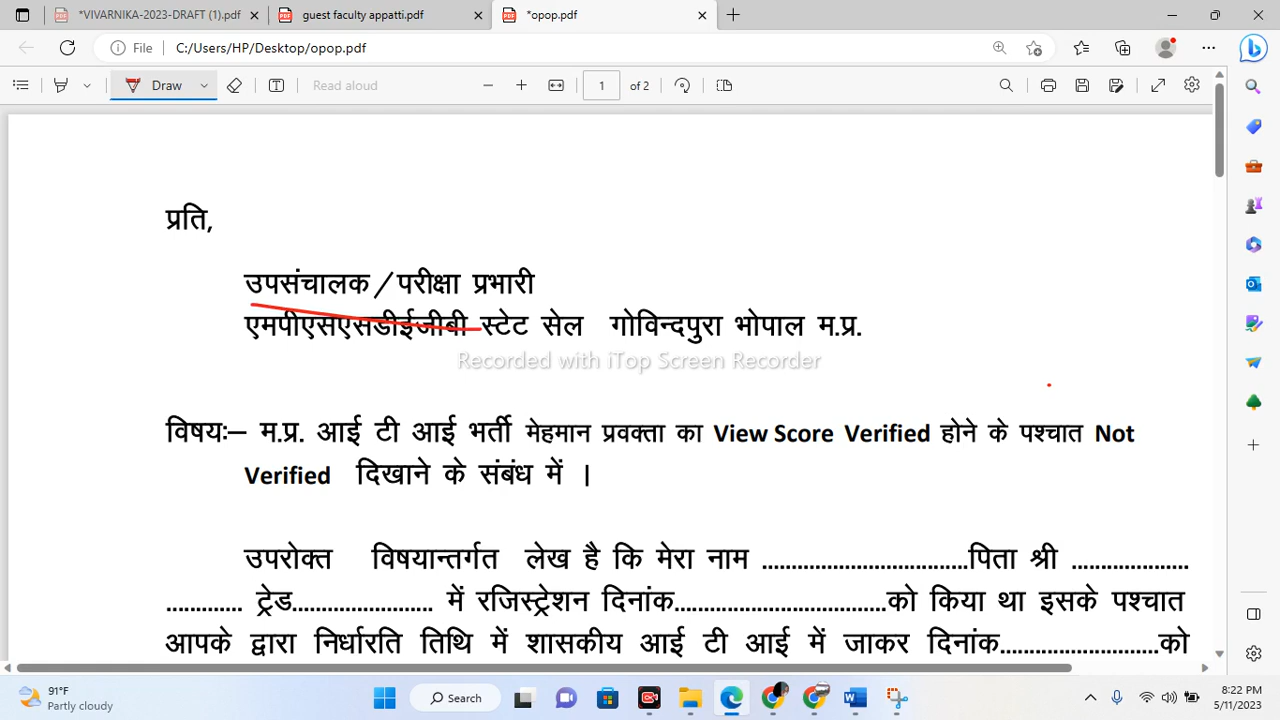 *VIVARNIKA-2023-DRAFT (1).pdf
guest faculty appatti.pdf
*opop.pdf
File
C:/Users/HP/Desktop/opop.pdf
Draw
Read aloud
1
of 2
प्रति,
उपसंचालक/परीक्षा प्रभारी
एमपीएसएसडीईजीबी स्टेट सेल गोविन्दपुरा भोपाल म.प्र.
Recorded with iTop Screen Recorder
विषयः– म.प्र. आई टी आई भर्ती मेहमान प्रवक्ता का View Score Verified होने के पश्चात Not
Verified दिखाने के संबंध में |
उपरोक्त विषयान्तर्गत लेख है कि मेरा नाम ..................................पिता श्री ....................
............. ट्रेड........................ में रजिस्ट्रेशन दिनांक....................................को किया था इसके पश्चात
आपके द्वारा निर्धारति तिथि में शासकीय आई टी आई में जाकर दिनांक...........................को
91°F
Partly cloudy
Search
8:22 PM
5/11/2023